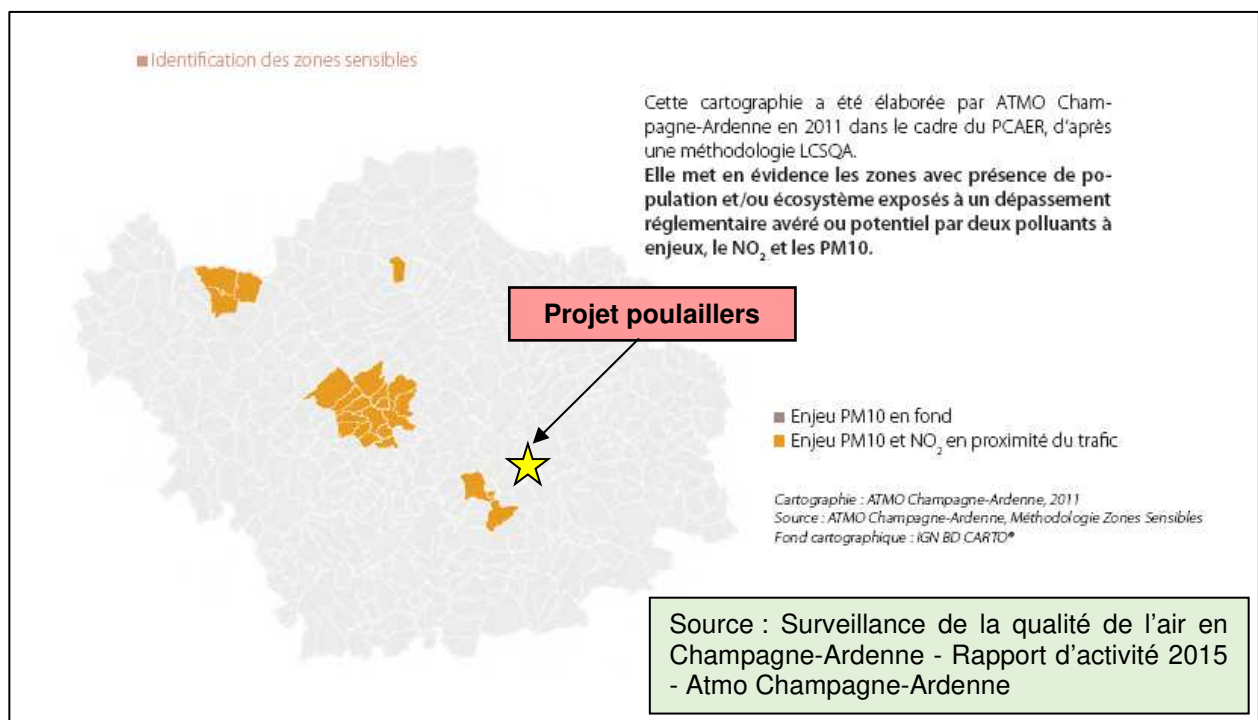 Identification des zones sensibles
Cette cartographie a été élaborée par ATMO Cham-
pagne-Ardenne en 2011 dans le cadre du PCAER, d'après
une méthodologie LCSQA.
Elle met en évidence les zones avec présence de po-
pulation et/ou écosystème exposés à un dépassement
réglementaire avéré ou potentiel par deux polluants à
enjeux, le NO₂ et les PM10.
Projet poulaillers
Enjeu PM10 en fond
Enjeu PM10 et NO₂ en proximité du trafic
Cartographie : ATMO Champagne-Ardenne, 2011
Source : ATMO Champagne-Ardenne, Méthodologie Zones Sensibles
Fond cartographique : IGN BD CARTO®
Source : Surveillance de la qualité de l'air en
Champagne-Ardenne - Rapport d'activité 2015
- Atmo Champagne-Ardenne